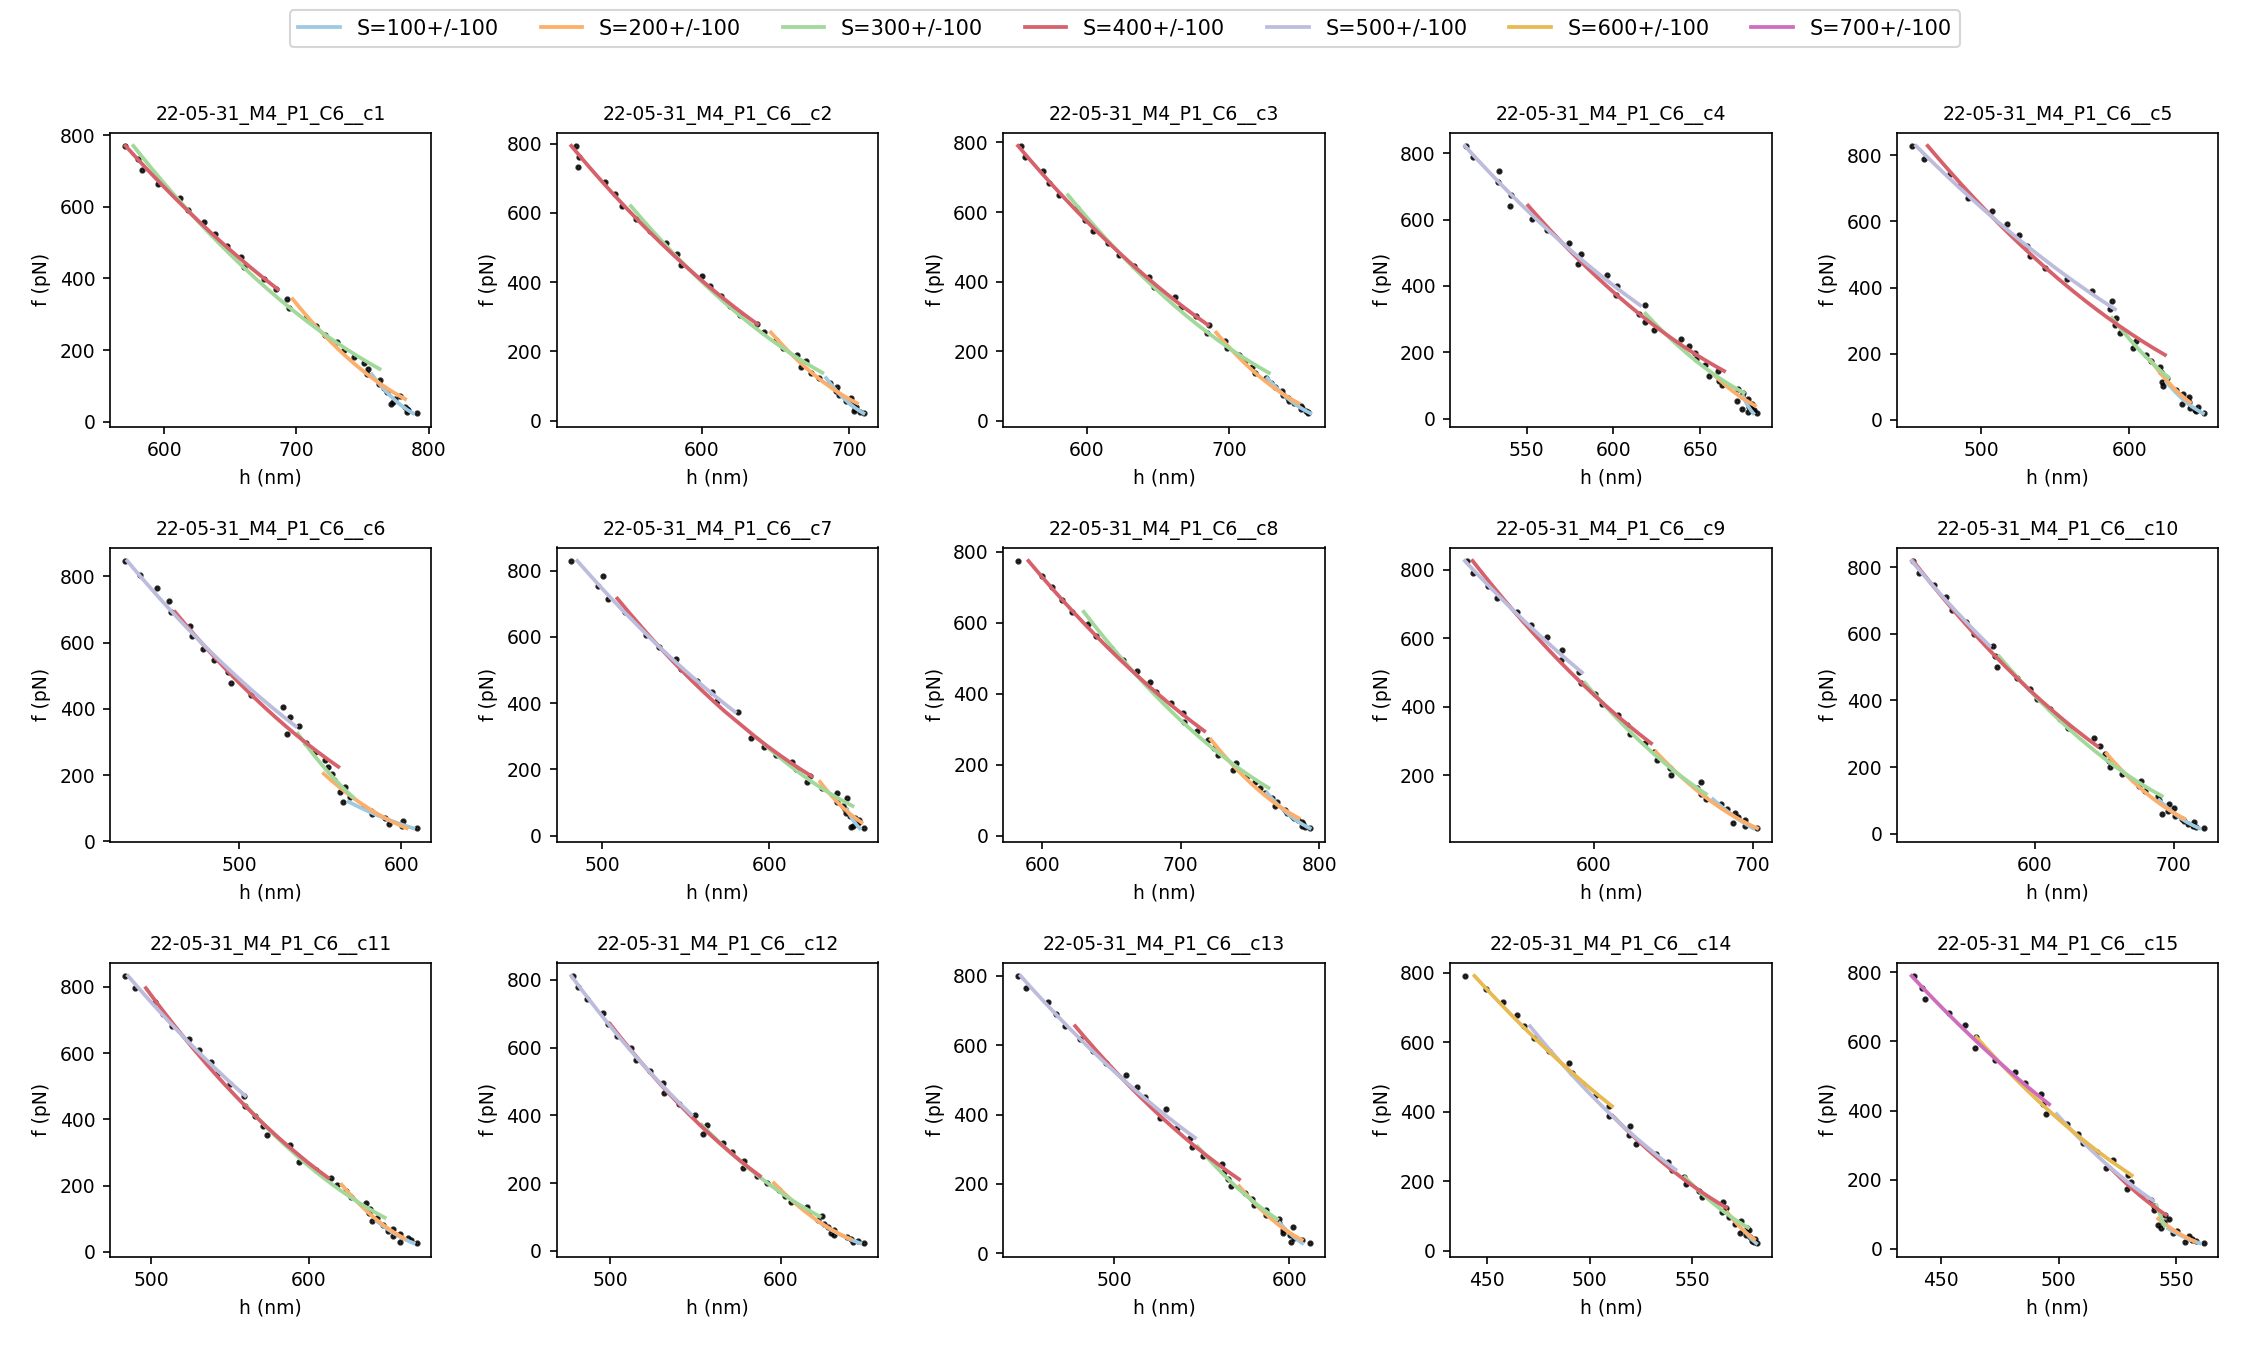 S=100+/-100 S=200+/-100 S=300+/-100 S=400+/-100 S=500+/-100 S=600+/-100 S=700+/-100
22-05-31_M4_P1_C6__c1
800
600
400
200
0
f (pN)
600 700 800
h (nm)
22-05-31_M4_P1_C6__c2
800
600
400
200
0
f (pN)
600 700
h (nm)
22-05-31_M4_P1_C6__c3
800
600
400
200
0
f (pN)
600 700
h (nm)
22-05-31_M4_P1_C6__c4
800
600
400
200
0
f (pN)
550 600 650
h (nm)
22-05-31_M4_P1_C6__c5
800
600
400
200
0
f (pN)
500 600
h (nm)
22-05-31_M4_P1_C6__c6
800
600
400
200
0
f (pN)
500 600
h (nm)
22-05-31_M4_P1_C6__c7
800
600
400
200
0
f (pN)
500 600
h (nm)
22-05-31_M4_P1_C6__c8
800
600
400
200
0
f (pN)
600 700 800
h (nm)
22-05-31_M4_P1_C6__c9
800
600
400
200
f (pN)
600 700
h (nm)
22-05-31_M4_P1_C6__c10
800
600
400
200
0
f (pN)
600 700
h (nm)
22-05-31_M4_P1_C6__c11
800
600
400
200
0
f (pN)
500 600
h (nm)
22-05-31_M4_P1_C6__c12
800
600
400
200
0
f (pN)
500 600
h (nm)
22-05-31_M4_P1_C6__c13
800
600
400
200
0
f (pN)
500 600
h (nm)
22-05-31_M4_P1_C6__c14
800
600
400
200
0
f (pN)
450 500 550
h (nm)
22-05-31_M4_P1_C6__c15
800
600
400
200
0
f (pN)
450 500 550
h (nm)